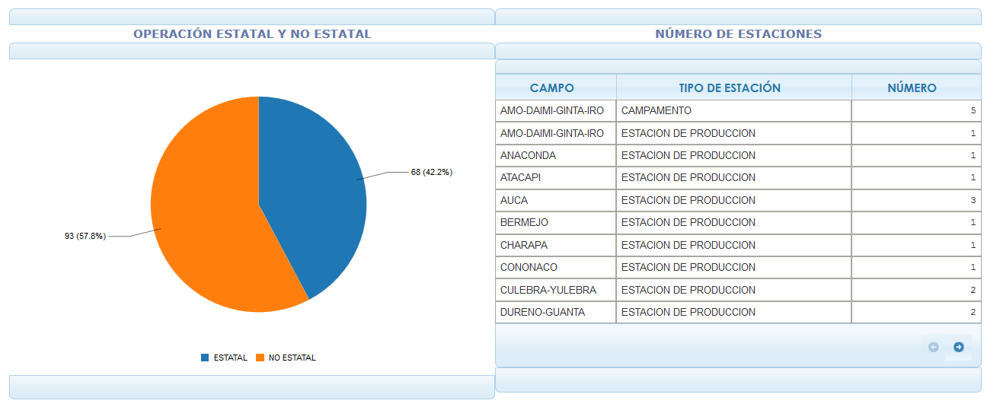 OPERACIÓN ESTATAL Y NO ESTATAL
68 (42.2%)
93 (57.8%)
ESTATAL NO ESTATAL
NÚMERO DE ESTACIONES
CAMPO TIPO DE ESTACIÓN NÚMERO
AMO-DAIMI-GINTA-IRO CAMPAMENTO 5
AMO-DAIMI-GINTA-IRO ESTACION DE PRODUCCION 1
ANACONDA ESTACION DE PRODUCCION 1
ATACAPI ESTACION DE PRODUCCION 1
AUCA ESTACION DE PRODUCCION 3
BERMEJO ESTACION DE PRODUCCION 1
CHARAPA ESTACION DE PRODUCCION 1
CONONACO ESTACION DE PRODUCCION 1
CULEBRA-YULEBRA ESTACION DE PRODUCCION 2
DURENO-GUANTA ESTACION DE PRODUCCION 2